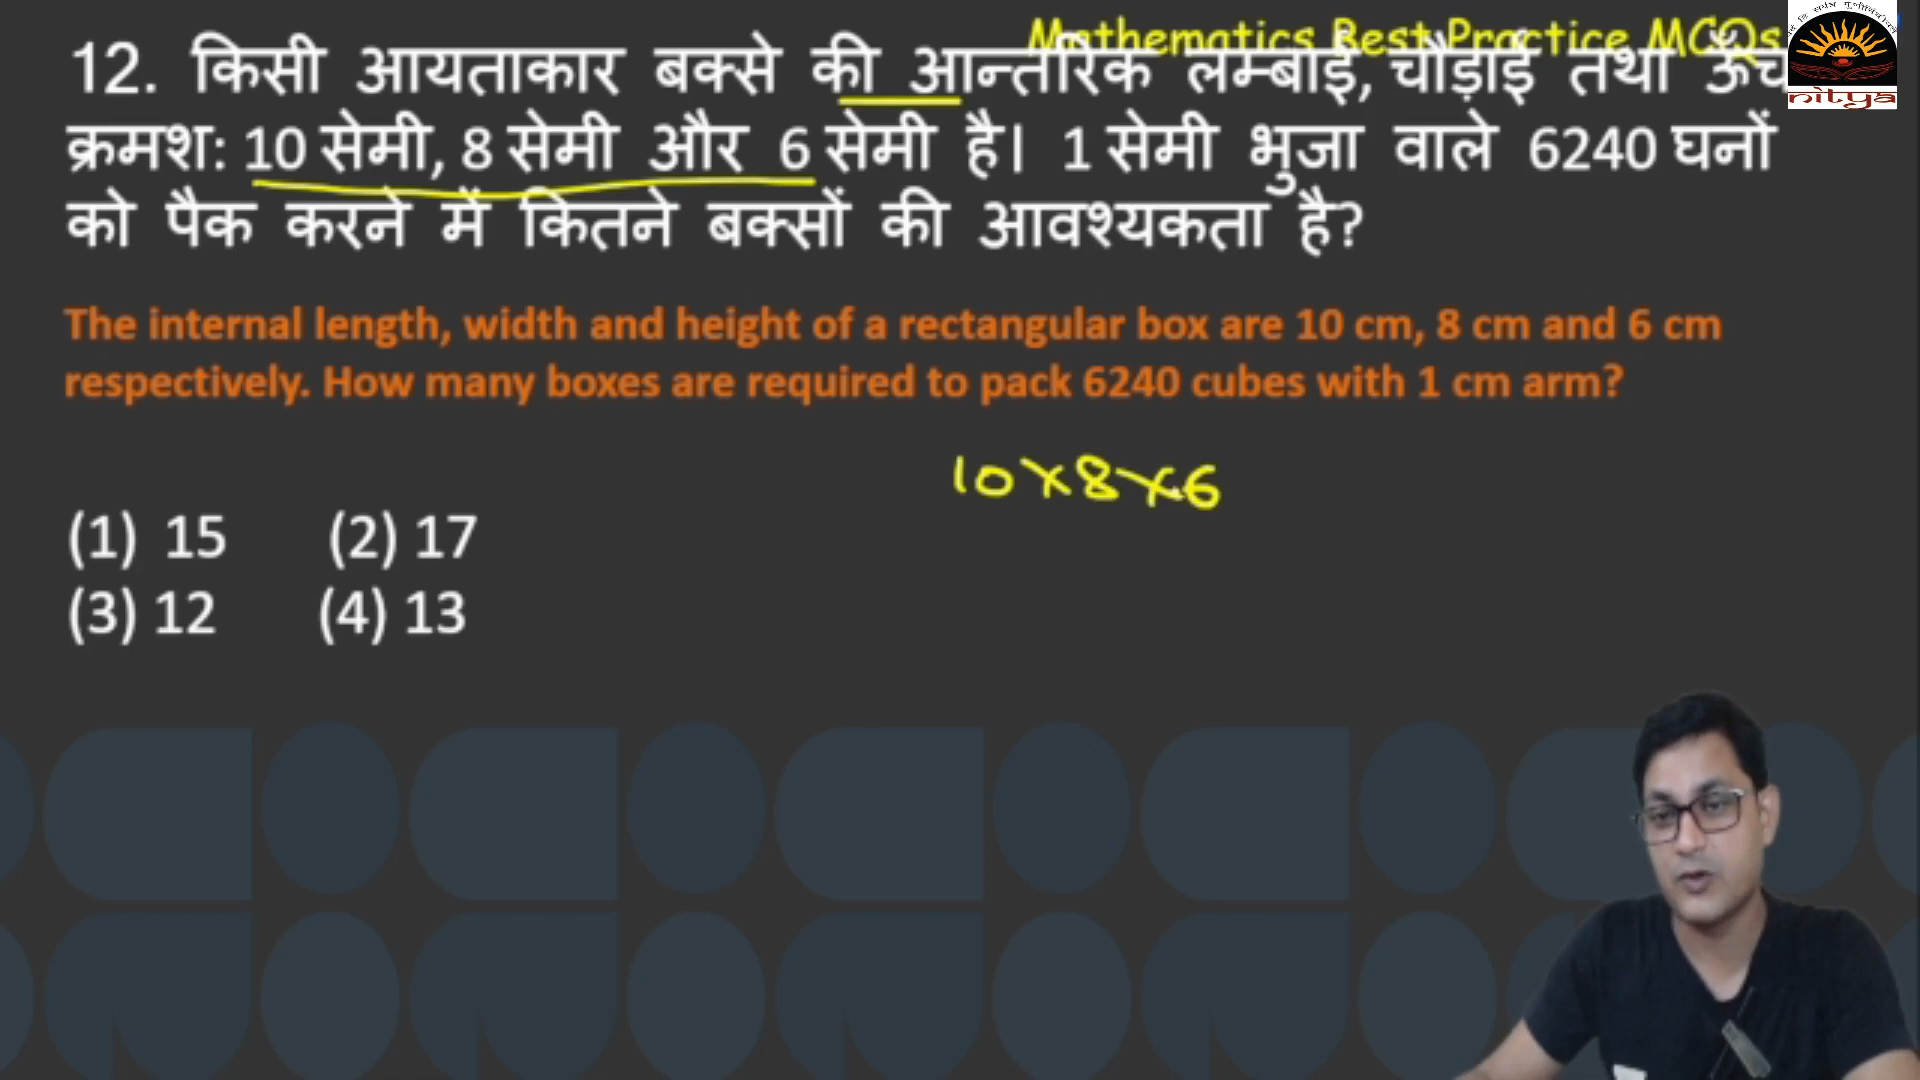 Mathematics Best Practice MCQs
12. किसी आयताकार बक्से की आन्तरिक लम्बाई, चौड़ाई तथा
क्रमश: 10 सेमी, 8 सेमी और 6 सेमी है। 1 सेमी भुजा वाले 6240 घनों
को पैक करने में कितने बक्सों की आवश्यकता है?
The internal length, width and height of a rectangular box are 10 cm, 8 cm and 6 cm
respectively. How many boxes are required to pack 6240 cubes with 1 cm arm?
10×8×6
(1) 15 (2) 17
(3) 12 (4) 13
nitya